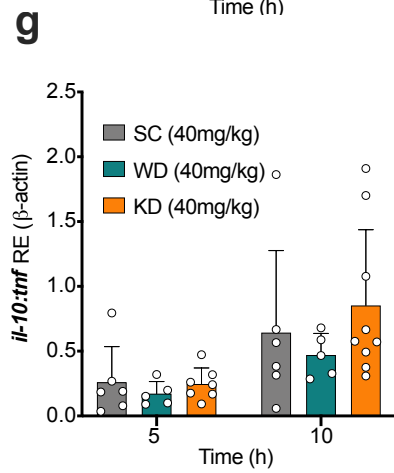 Time (h)
g
2.5
2.0
1.5
1.0
0.5
0.0
il-10:tnf RE (β-actin)
SC (40mg/kg)
WD (40mg/kg)
KD (40mg/kg)
5
10
Time (h)